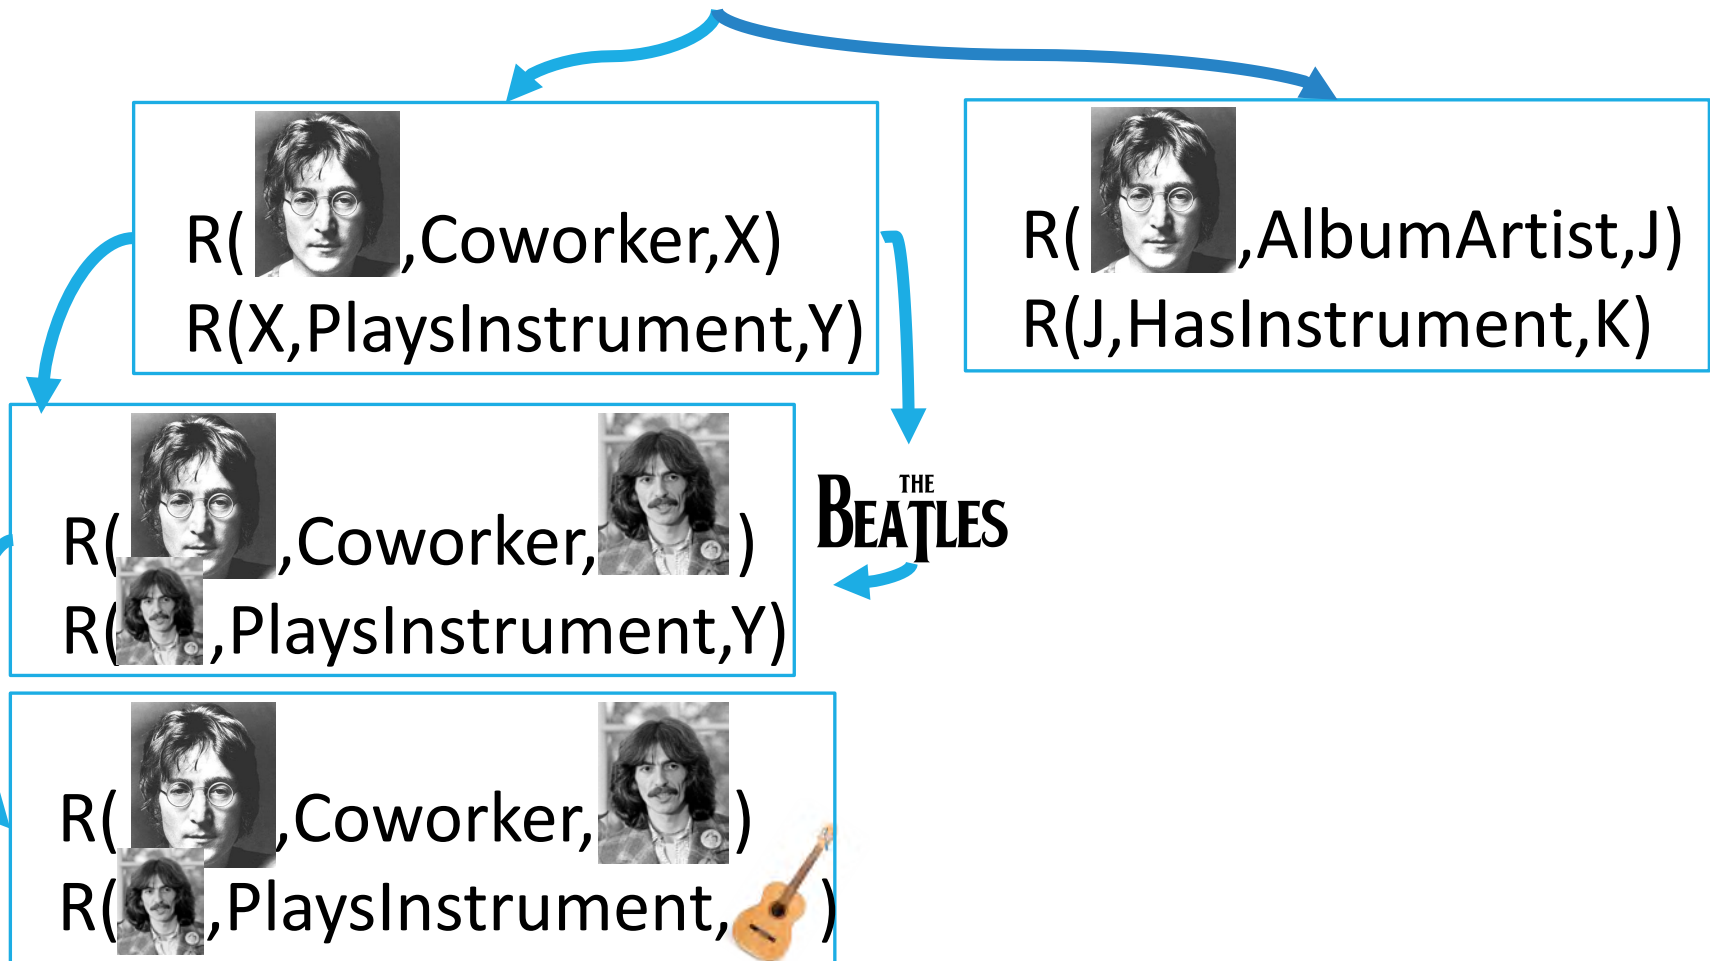 R( ,Coworker,X)
R(X,PlaysInstrument,Y)
R( ,AlbumArtist,J)
R(J,HasInstrument,K)
R( ,Coworker, )
R( ,PlaysInstrument,Y)
THE
BEATLES
R( ,Coworker, )
R( ,PlaysInstrument, )